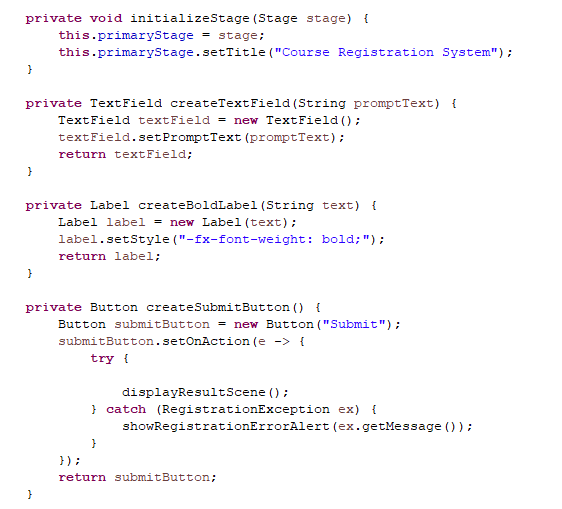 private void initializeStage(Stage stage) {
    this.primaryStage = stage;
    this.primaryStage.setTitle("Course Registration System");
}

private TextField createTextField(String promptText) {
    TextField textField = new TextField();
    textField.setPromptText(promptText);
    return textField;
}

private Label createBoldLabel(String text) {
    Label label = new Label(text);
    label.setStyle("-fx-font-weight: bold;");
    return label;
}

private Button createSubmitButton() {
    Button submitButton = new Button("Submit");
    submitButton.setOnAction(e -> {
        try {

            displayResultScene();
        } catch (RegistrationException ex) {
            showRegistrationErrorAlert(ex.getMessage());
        }
    });
    return submitButton;
}